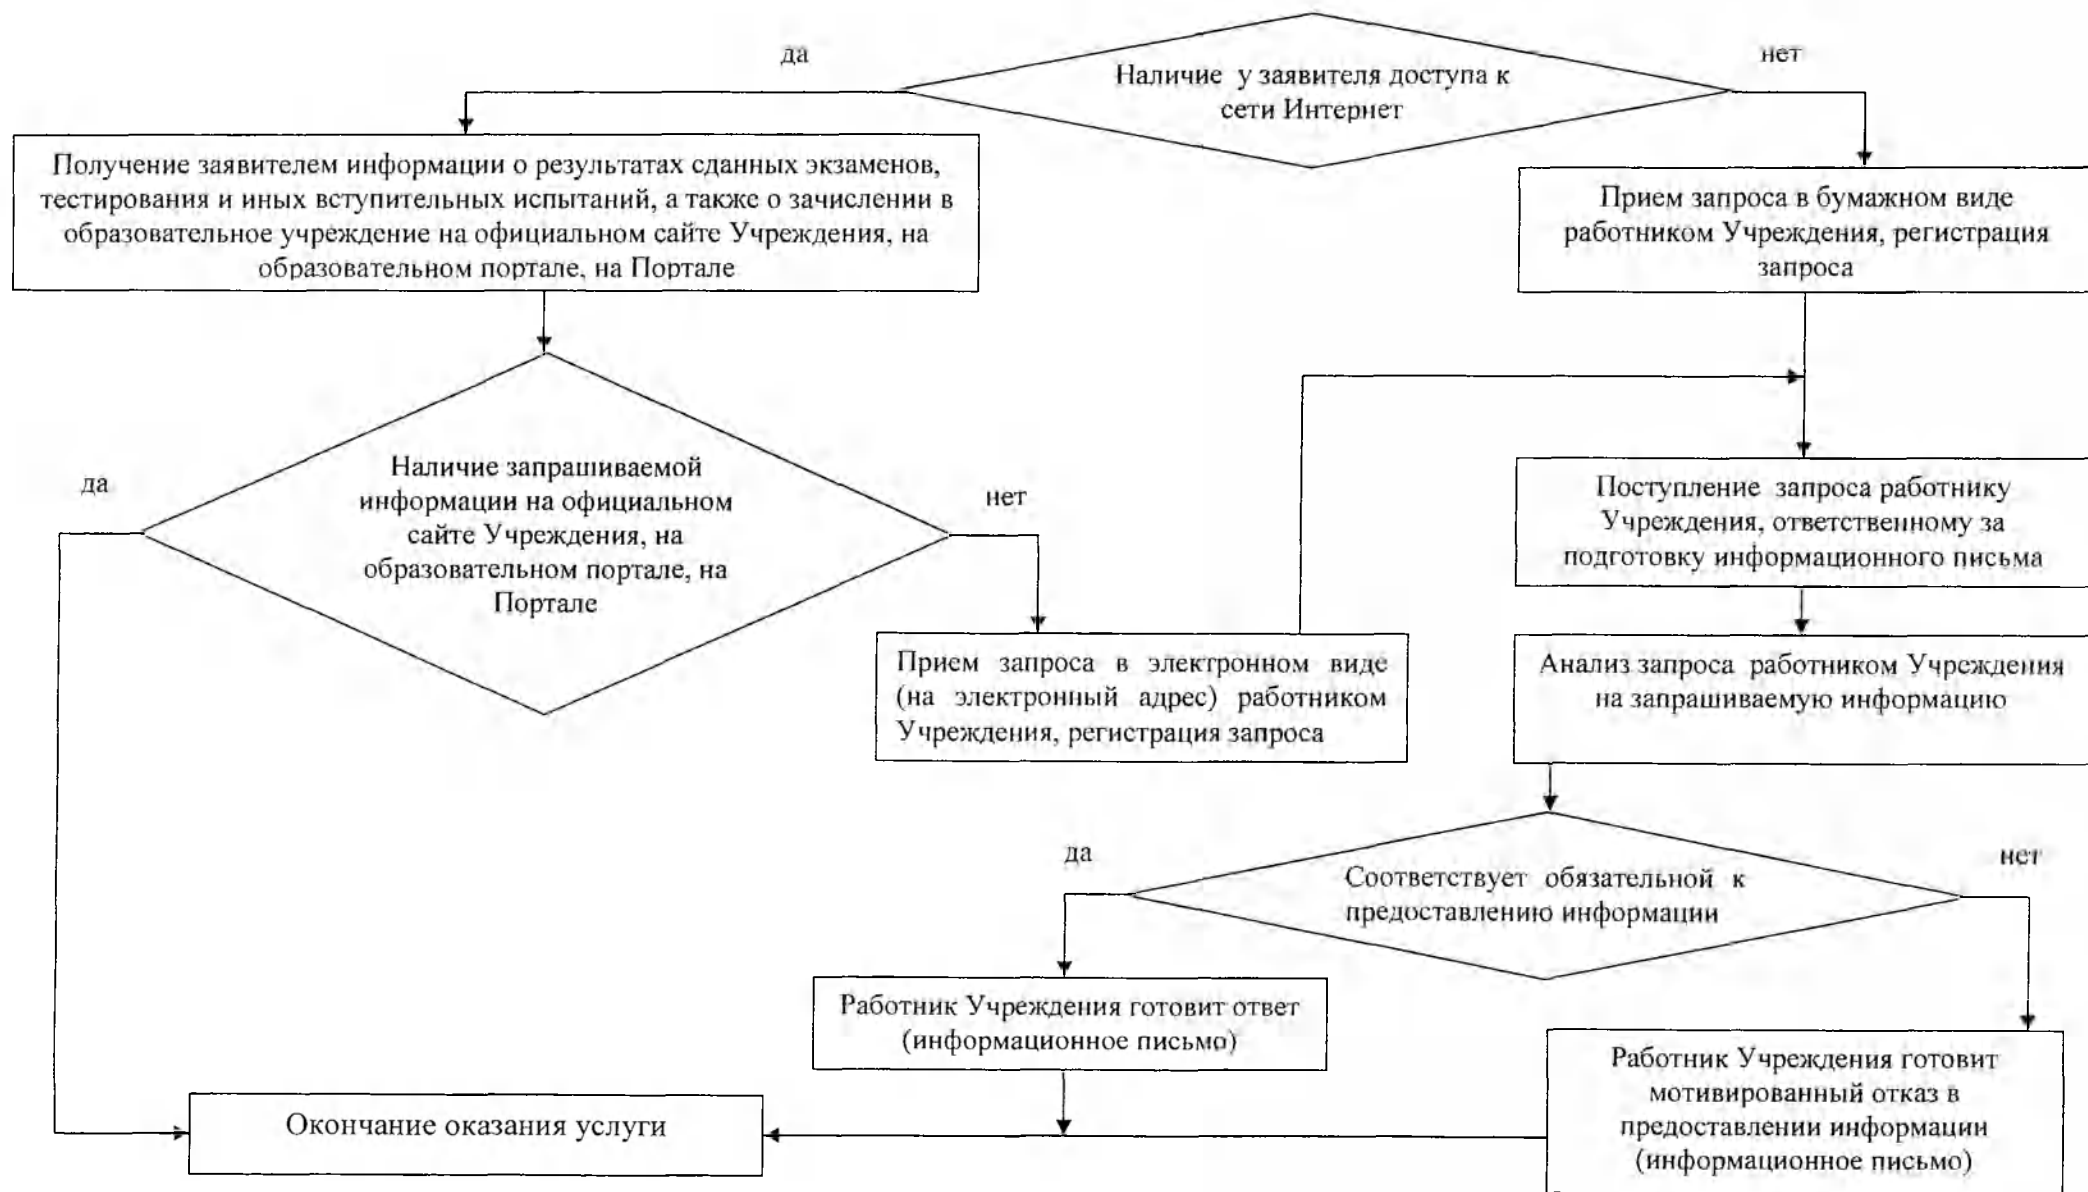 да
Наличие у заявителя доступа к
сети Интернет
нет
Получение заявителем информации о результатах сданных экзаменов,
тестирования и иных вступительных испытаний, а также о зачислении в
образовательное учреждение на официальном сайте Учреждения, на
образовательном портале, на Портале
Прием запроса в бумажном виде
работником Учреждения, регистрация
запроса
да
Наличие запрашиваемой
информации на официальном
сайте Учреждения, на
образовательном портале, на
Портале
нет
Поступление запроса работнику
Учреждения, ответственному за
подготовку информационного письма
Прием запроса в электронном виде
(на электронный адрес) работником
Учреждения, регистрация запроса
Анализ запроса работником Учреждения
на запрашиваемую информацию
да
Соответствует обязательной к
предоставлению информации
нет
Работник Учреждения готовит ответ
(информационное письмо)
Работник Учреждения готовит
мотивированный отказ в
предоставлении информации
(информационное письмо)
Окончание оказания услуги